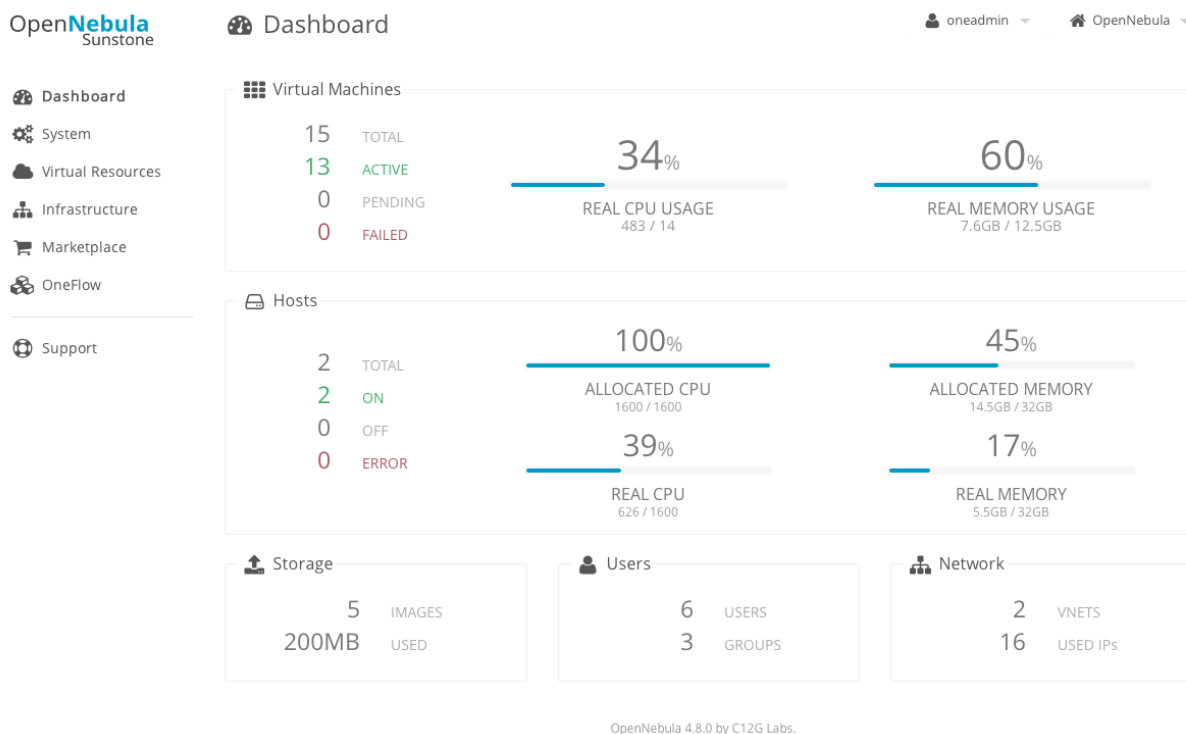 OpenNebula
Sunstone
Dashboard
oneadmin
OpenNebula
Dashboard
System
Virtual Resources
Infrastructure
Marketplace
OneFlow
Support
Virtual Machines
15 TOTAL
13 ACTIVE
0 PENDING
0 FAILED
34%
REAL CPU USAGE
483 / 14
60%
REAL MEMORY USAGE
7.6GB / 12.5GB
Hosts
2 TOTAL
2 ON
0 OFF
0 ERROR
100%
ALLOCATED CPU
1600 / 1600
45%
ALLOCATED MEMORY
14.5GB / 32GB
39%
REAL CPU
626 / 1600
17%
REAL MEMORY
5.5GB / 32GB
Storage
5 IMAGES
200MB USED
Users
6 USERS
3 GROUPS
Network
2 VNETS
16 USED IPs
OpenNebula 4.8.0 by C12G Labs.